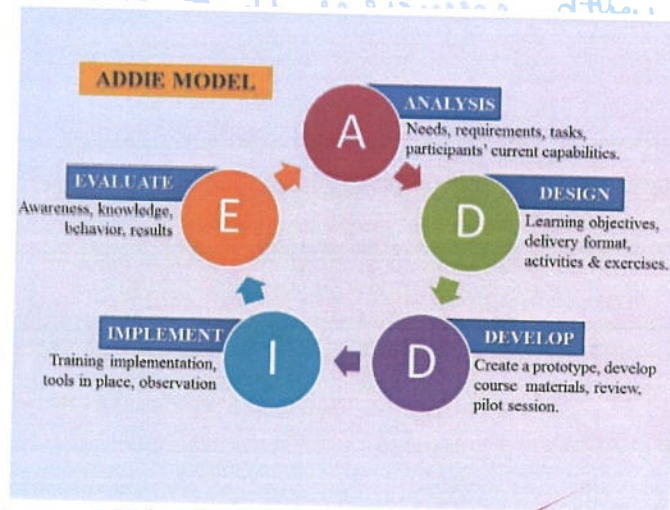 ADDIE MODEL
A
ANALYSIS
Needs, requirements, tasks,
participants' current capabilities.
D
DESIGN
Learning objectives,
delivery format,
activities & exercises.
D
DEVELOP
Create a prototype, develop
course materials, review,
pilot session.
I
IMPLEMENT
Training implementation,
tools in place, observation
E
EVALUATE
Awareness, knowledge,
behavior, results